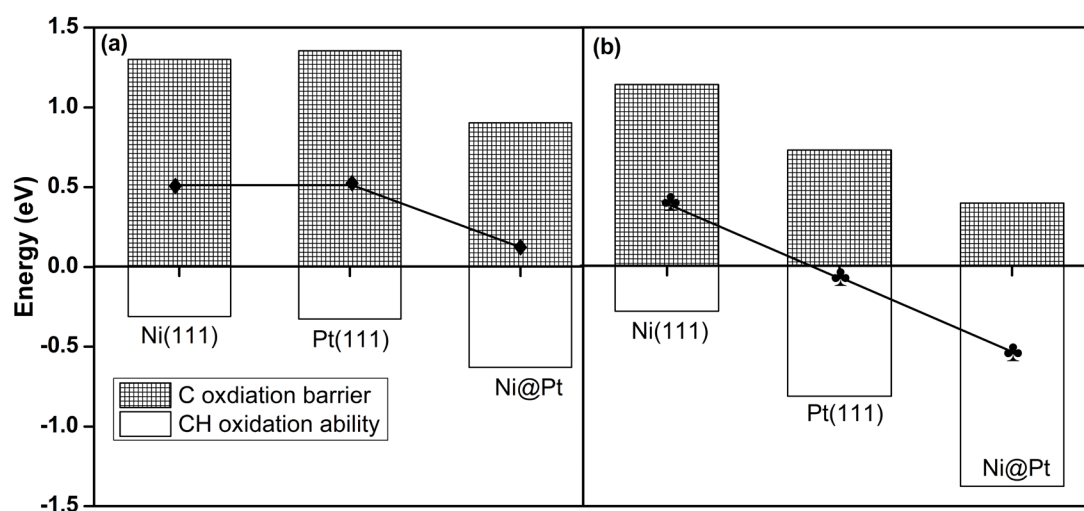 (a)
(b)
1.5
1.0
0.5
0.0
-0.5
-1.0
-1.5
Energy (eV)
Ni(111)
Pt(111)
Ni@Pt
Ni(111)
Pt(111)
Ni@Pt
C oxdiation barrier
CH oxidation ability